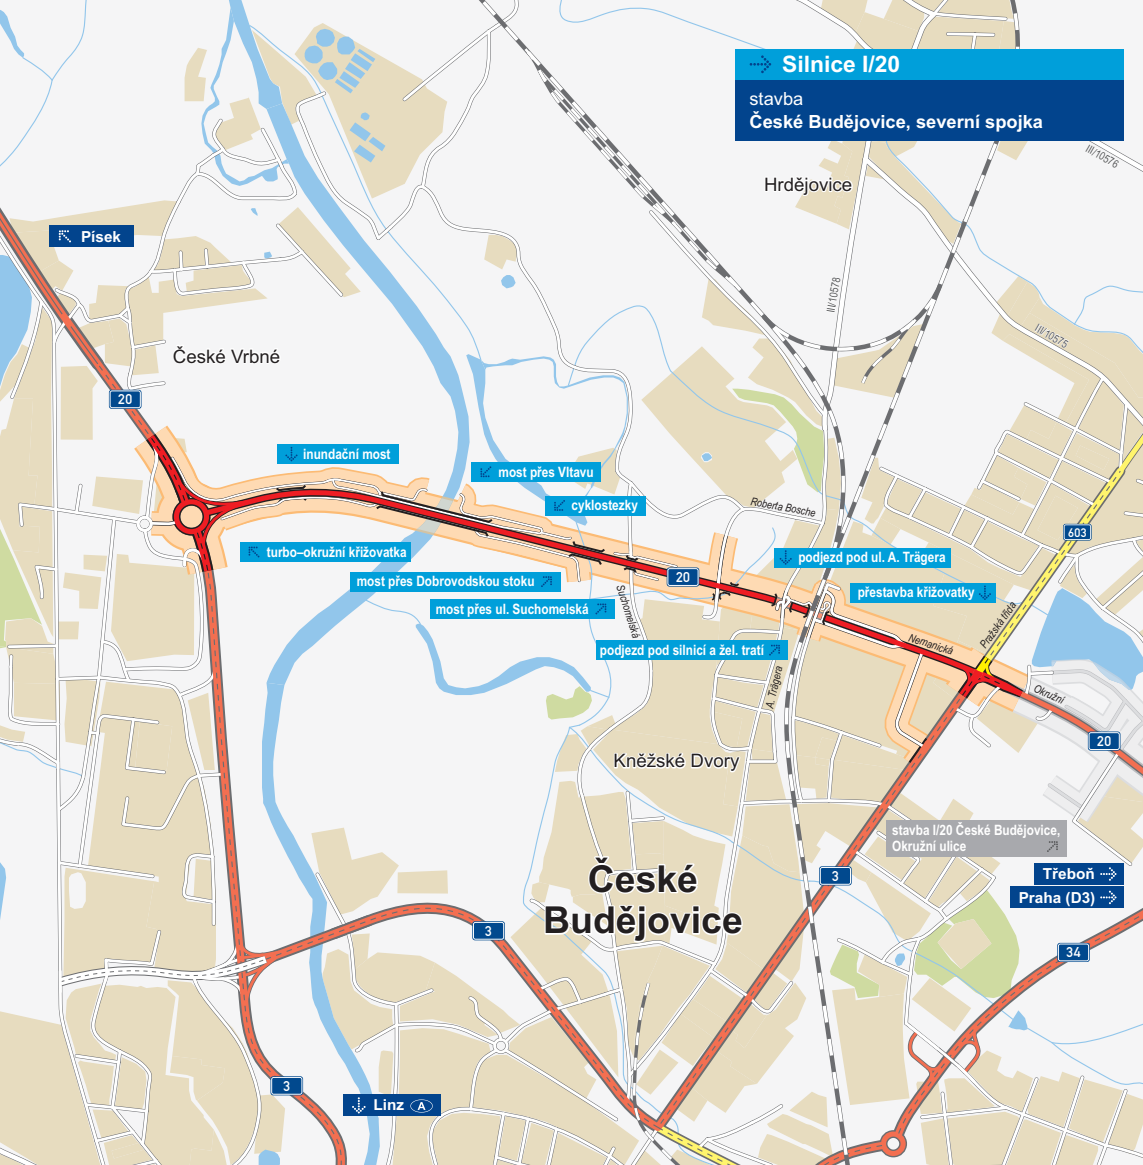 Silnice I/20
stavba
České Budějovice, severní spojka
III/10576
Hrdějovice
Písek
III/10578
III/10575
České Vrbné
20
inundační most
most přes Vltavu
cyklostezky
Roberta Bosche
603
turbo–okružní křižovatka
podjezd pod ul. A. Trägera
20
most přes Dobrovodskou stoku
přestavba křižovatky
most přes ul. Suchomelská
Suchomelská
Pražská třída
Nemanická
podjezd pod silnicí a žel. tratí
A. Trägera
Okružní
20
Kněžské Dvory
stavba I/20 České Budějovice,
Okružní ulice
České
Budějovice
3
Třeboň
Praha (D3)
3
34
3
Linz A